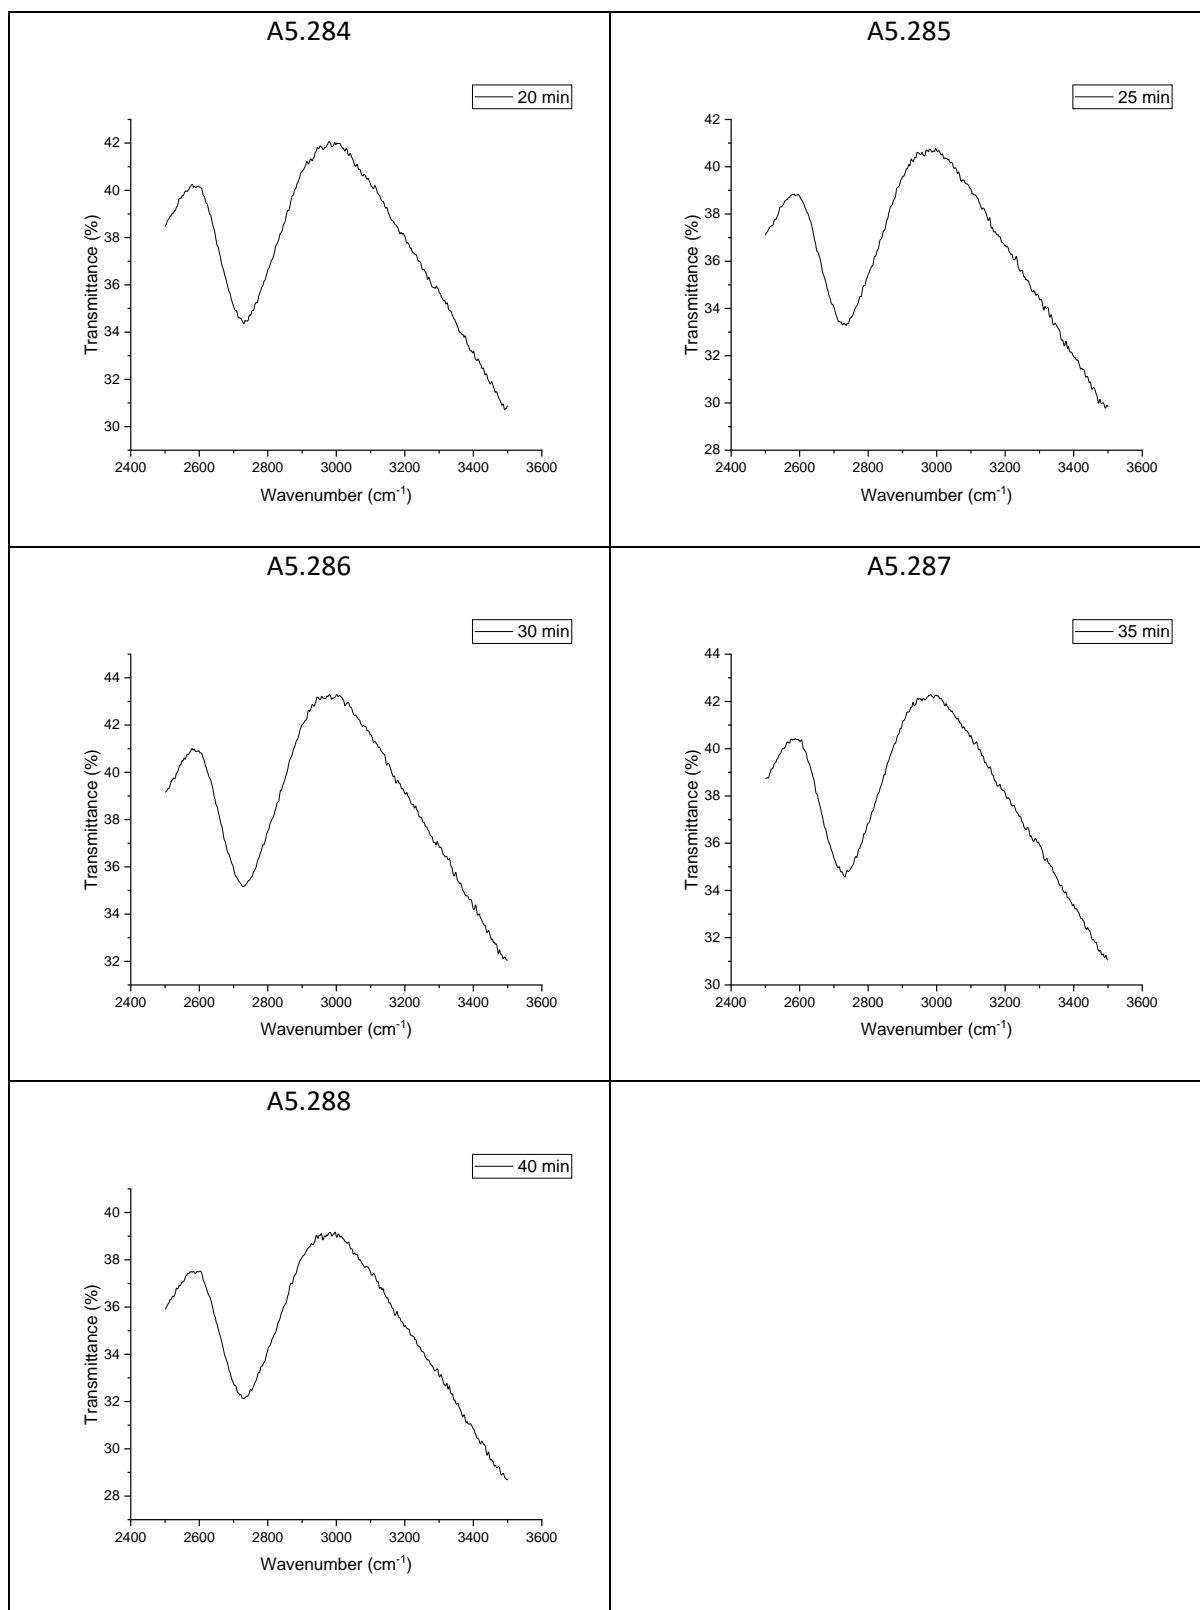 A5.284
20 min
42
40
38
36
34
32
30
Transmittance (%)
2400 2600 2800 3000 3200 3400 3600
Wavenumber (cm⁻¹)
A5.285
25 min
42
40
38
36
34
32
30
28
Transmittance (%)
2400 2600 2800 3000 3200 3400 3600
Wavenumber (cm⁻¹)
A5.286
30 min
44
42
40
38
36
34
32
Transmittance (%)
2400 2600 2800 3000 3200 3400 3600
Wavenumber (cm⁻¹)
A5.287
35 min
44
42
40
38
36
34
32
30
Transmittance (%)
2400 2600 2800 3000 3200 3400 3600
Wavenumber (cm⁻¹)
A5.288
40 min
40
38
36
34
32
30
28
Transmittance (%)
2400 2600 2800 3000 3200 3400 3600
Wavenumber (cm⁻¹)